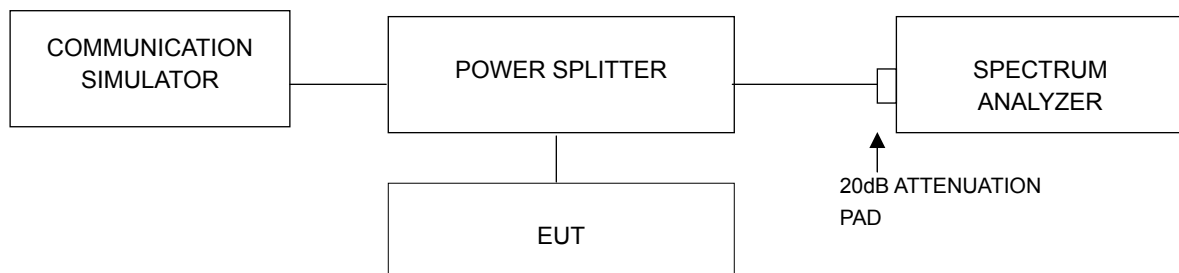 COMMUNICATION
SIMULATOR
POWER SPLITTER
SPECTRUM
ANALYZER
20dB ATTENUATION
PAD
EUT